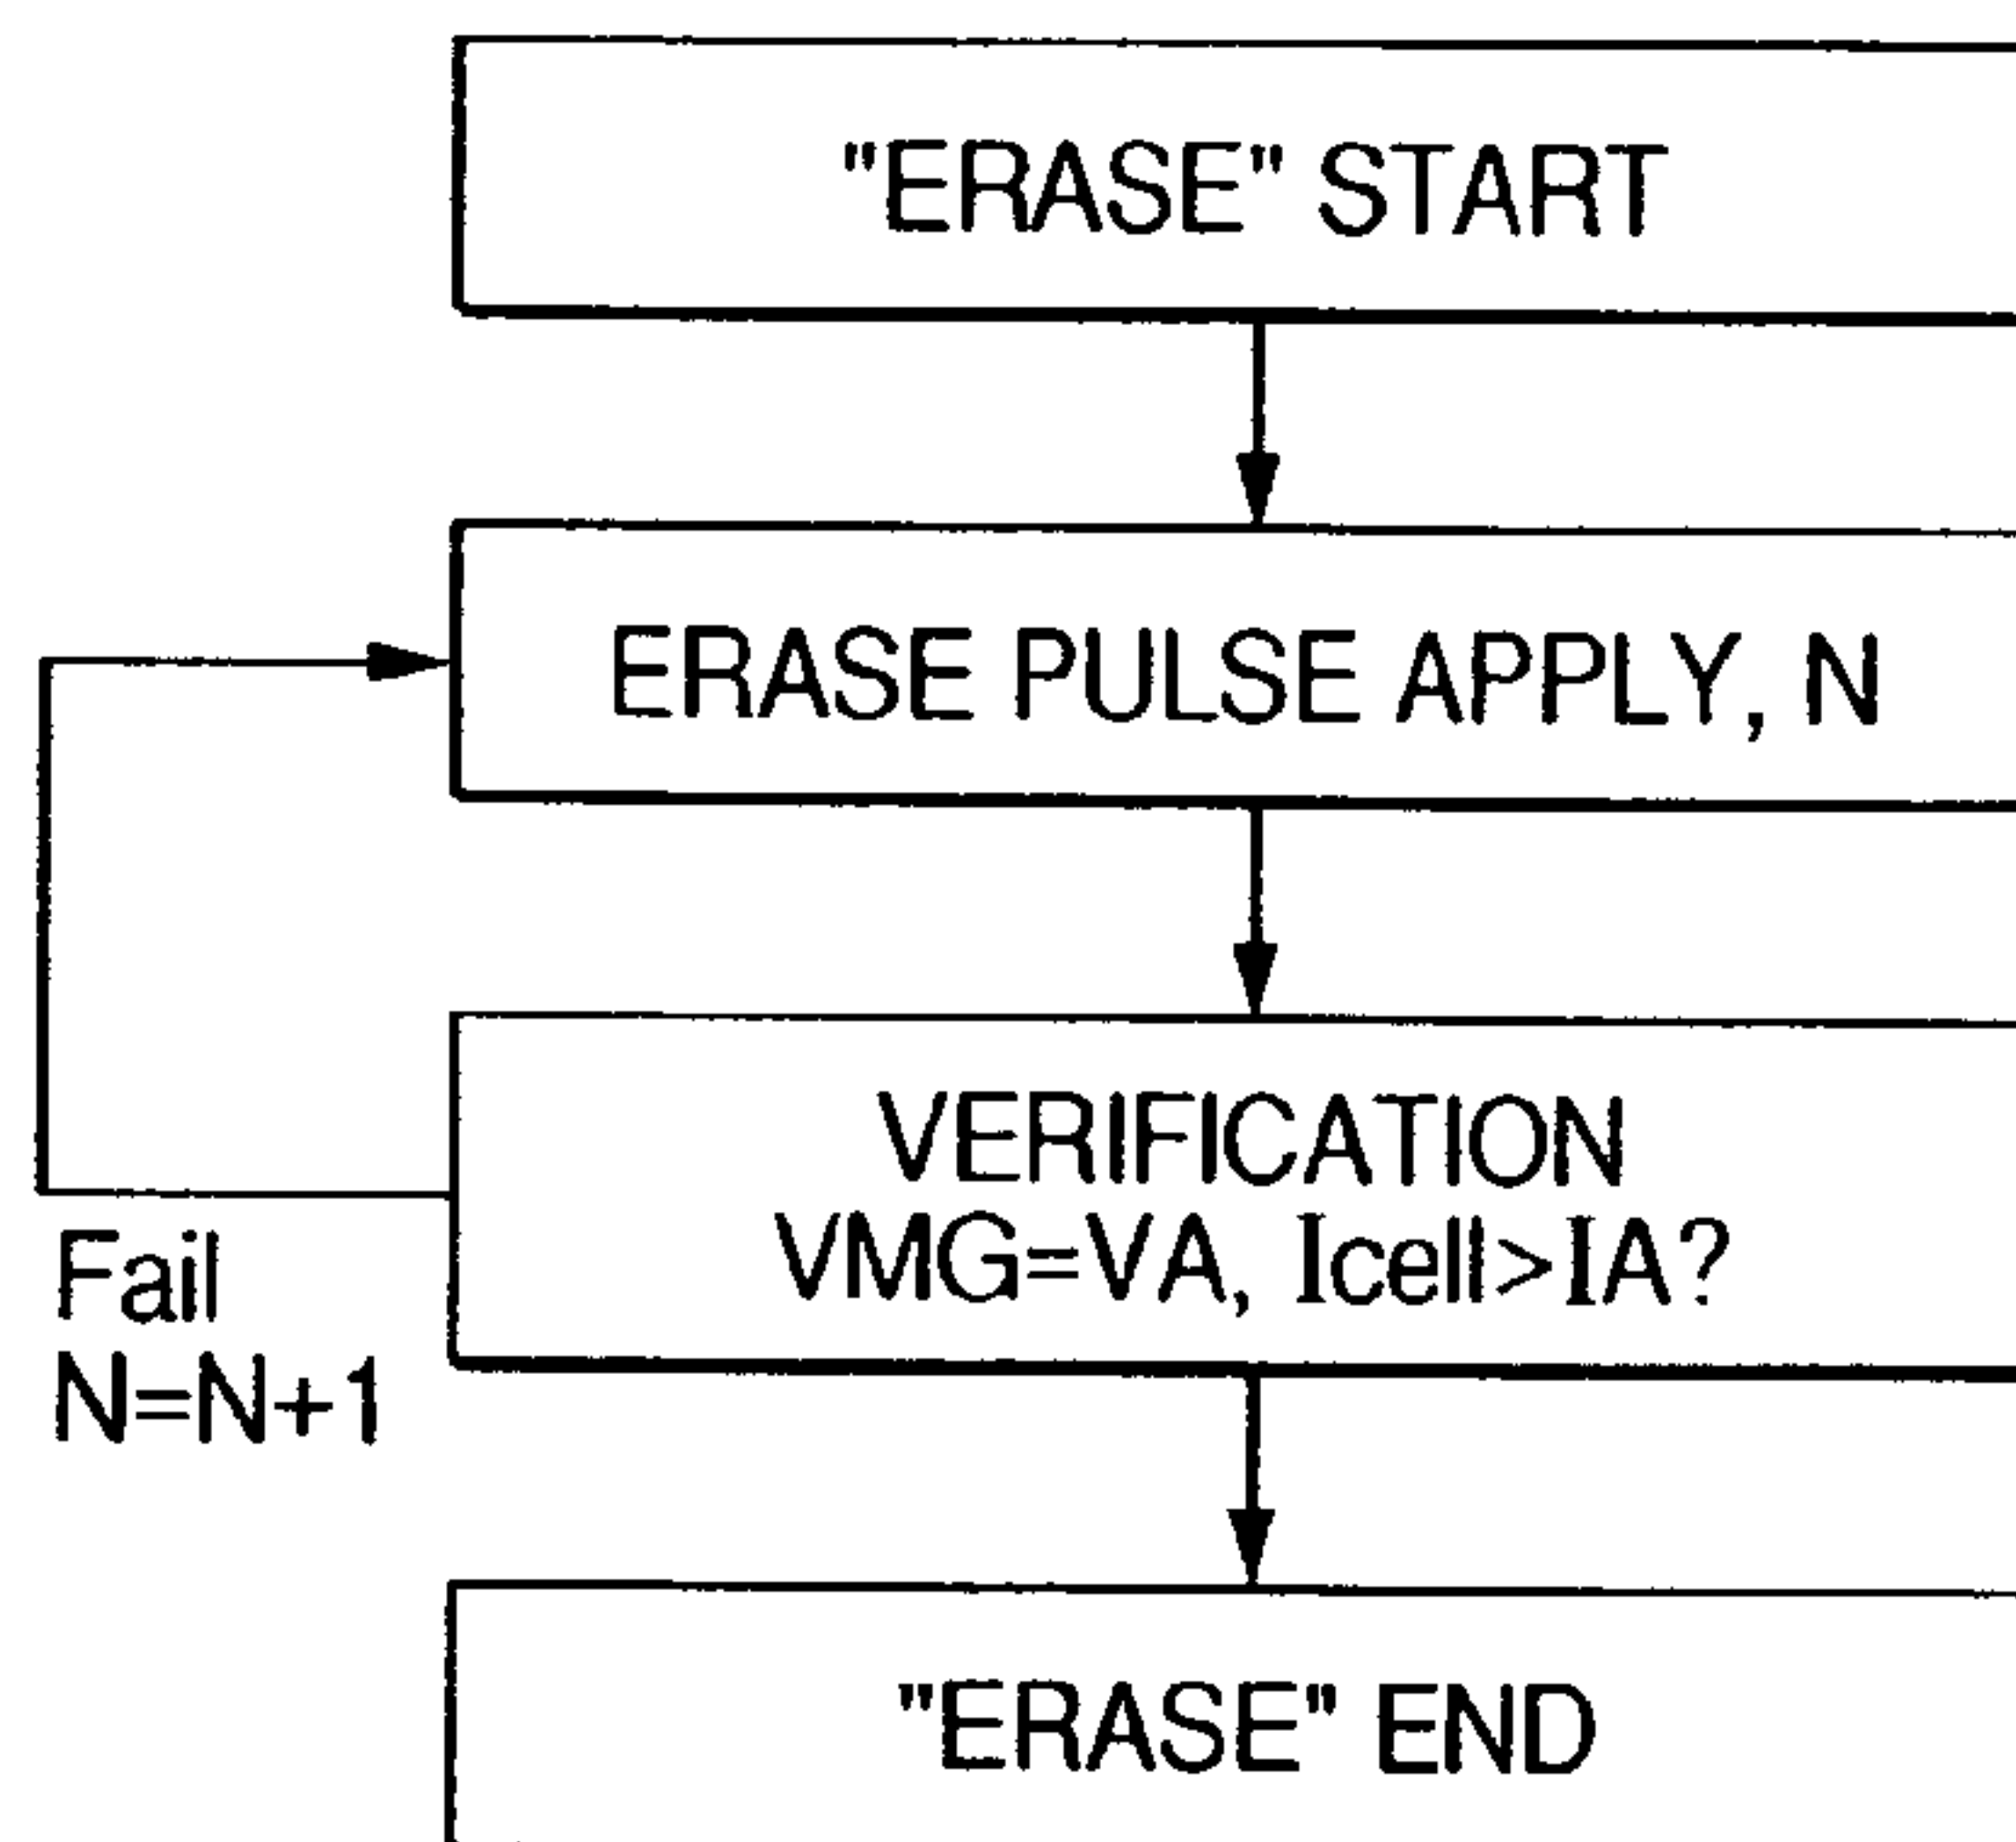 "ERASE" START
ERASE PULSE APPLY, N
VERIFICATION
VMG=VA, Icell>IA?
Fail
N=N+1
"ERASE" END